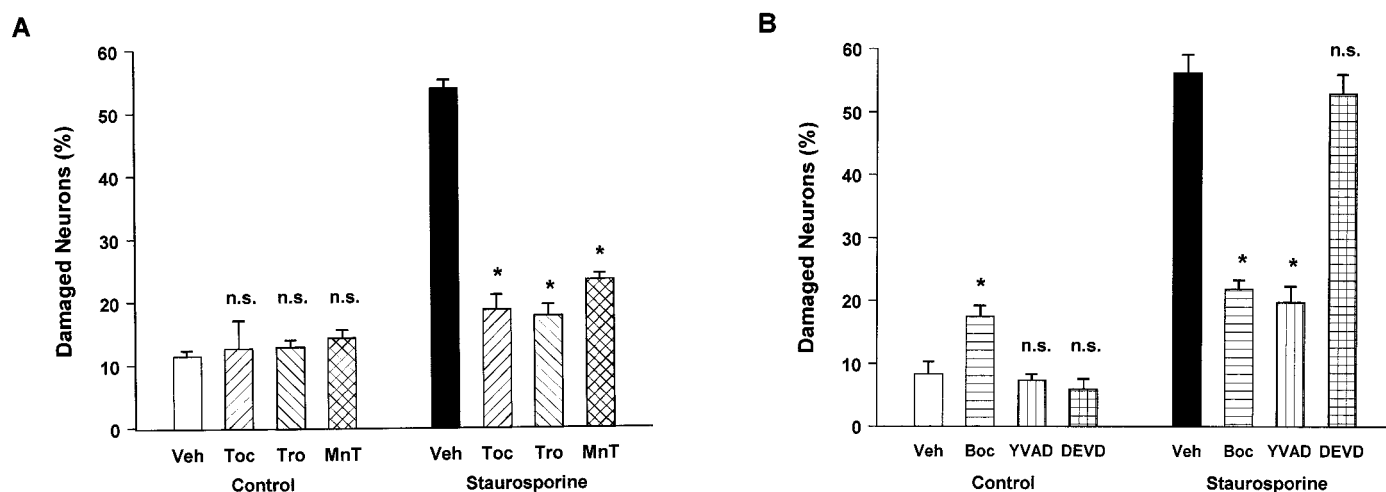 A
Damaged Neurons (%)
60
50
40
30
20
10
0
n.s. n.s. n.s.
* * *
Veh Toc Tro MnT Veh Toc Tro MnT
Control Staurosporine
B
Damaged Neurons (%)
60
50
40
30
20
10
0
* n.s. n.s.
* * n.s.
Veh Boc YVAD DEVD Veh Boc YVAD DEVD
Control Staurosporine